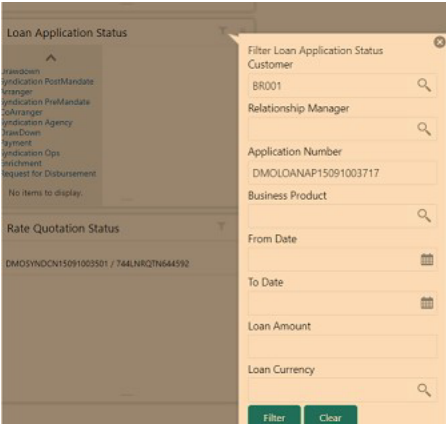 Loan Application Status
Drawdown
Syndication PostMandate
Arranger
Syndication PreMandate
CoArranger
Syndication Agency
DrawDown
Payment
Syndication Ops
Enrichment
Request for Disbursement
No items to display.
Rate Quotation Status
DMOSYNDCN15091003501 / 744LNRQTN644592
Filter Loan Application Status
Customer
BR001
Relationship Manager
Application Number
DMOLOANAP15091003717
Business Product
From Date
To Date
Loan Amount
Loan Currency
Filter Clear